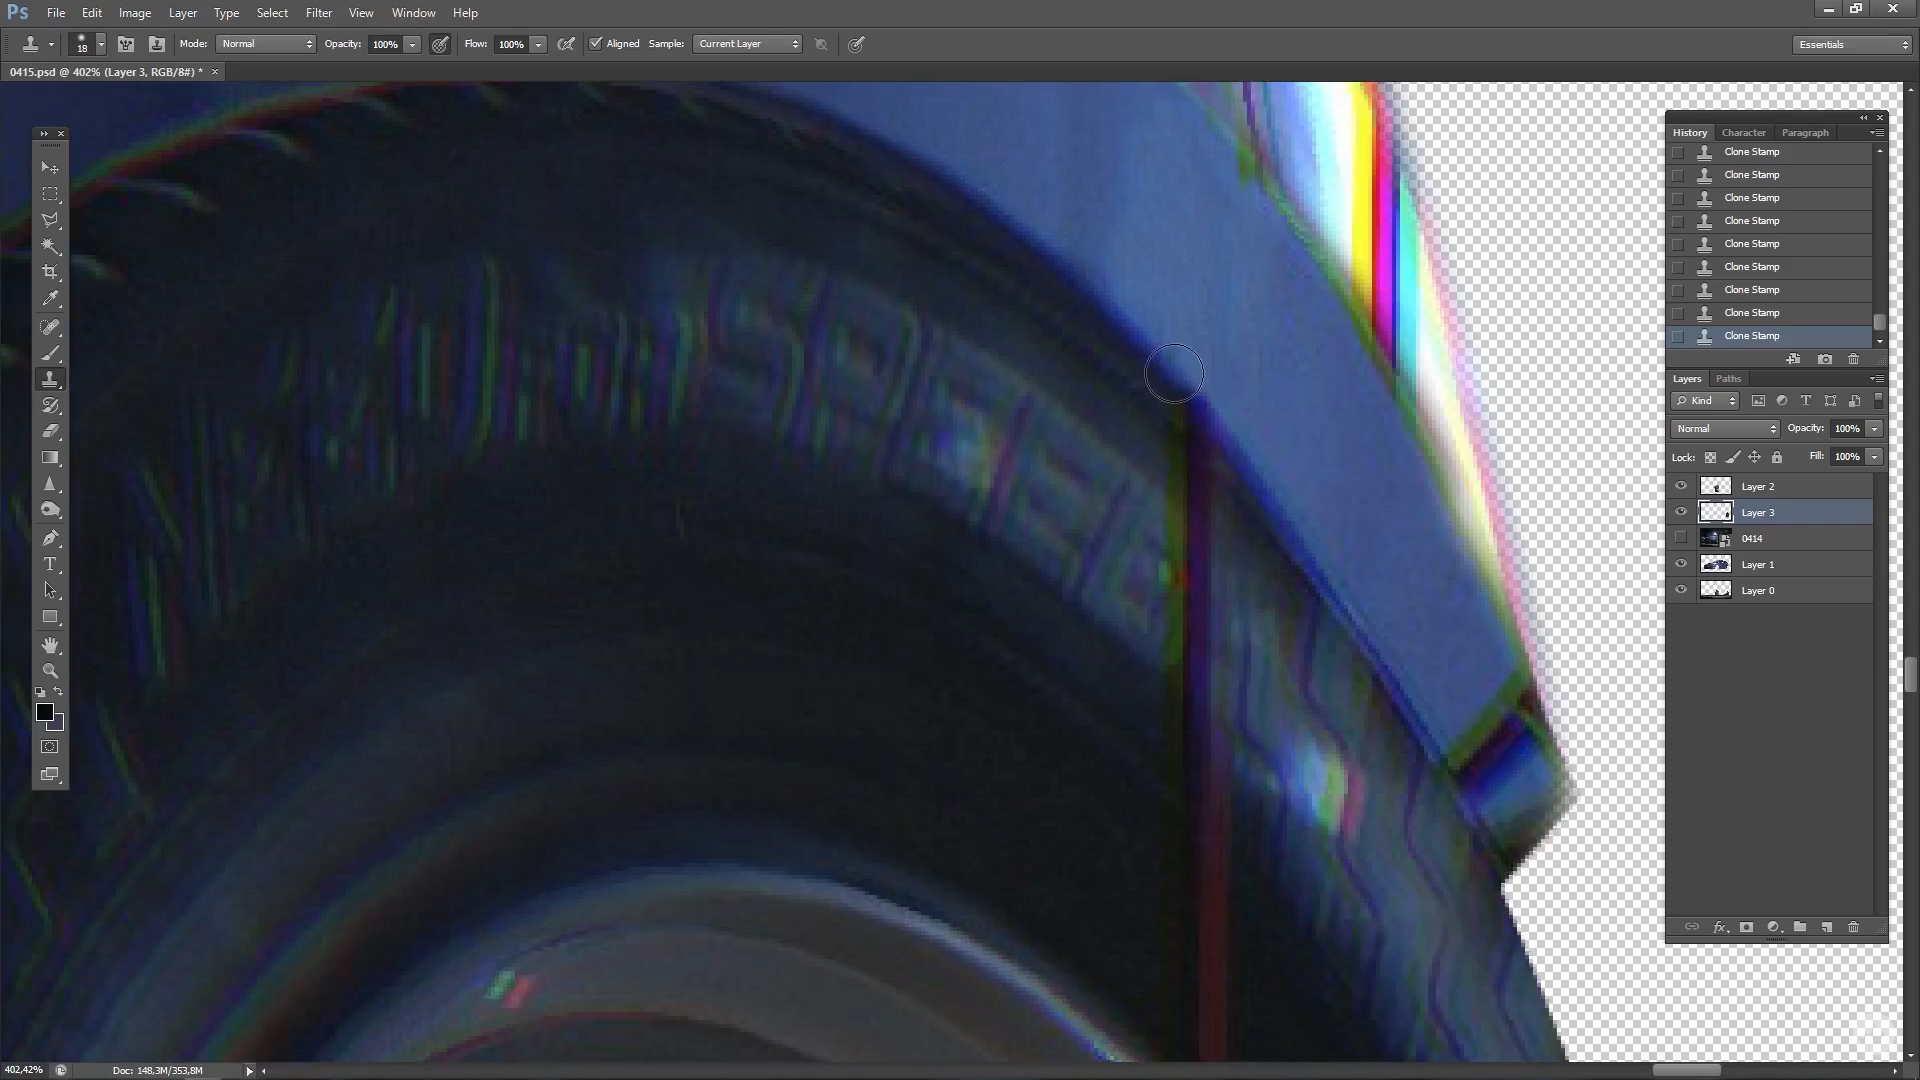 Ps File Edit Image Layer Type Select Filter View Window Help
18 Mode: Normal Opacity: 100% Flow: 100% Aligned Sample: Current Layer Essentials
0415.psd @ 402% (Layer 3, RGB/8#) *
History Character Paragraph
Clone Stamp
Clone Stamp
Clone Stamp
Clone Stamp
Clone Stamp
Clone Stamp
Clone Stamp
Clone Stamp
Clone Stamp
Layers Paths
Kind
Normal Opacity: 100%
Lock: Fill: 100%
Layer 2
Layer 3
0414
Layer 1
Layer 0
402,42% Doc: 148,3M/353,8M